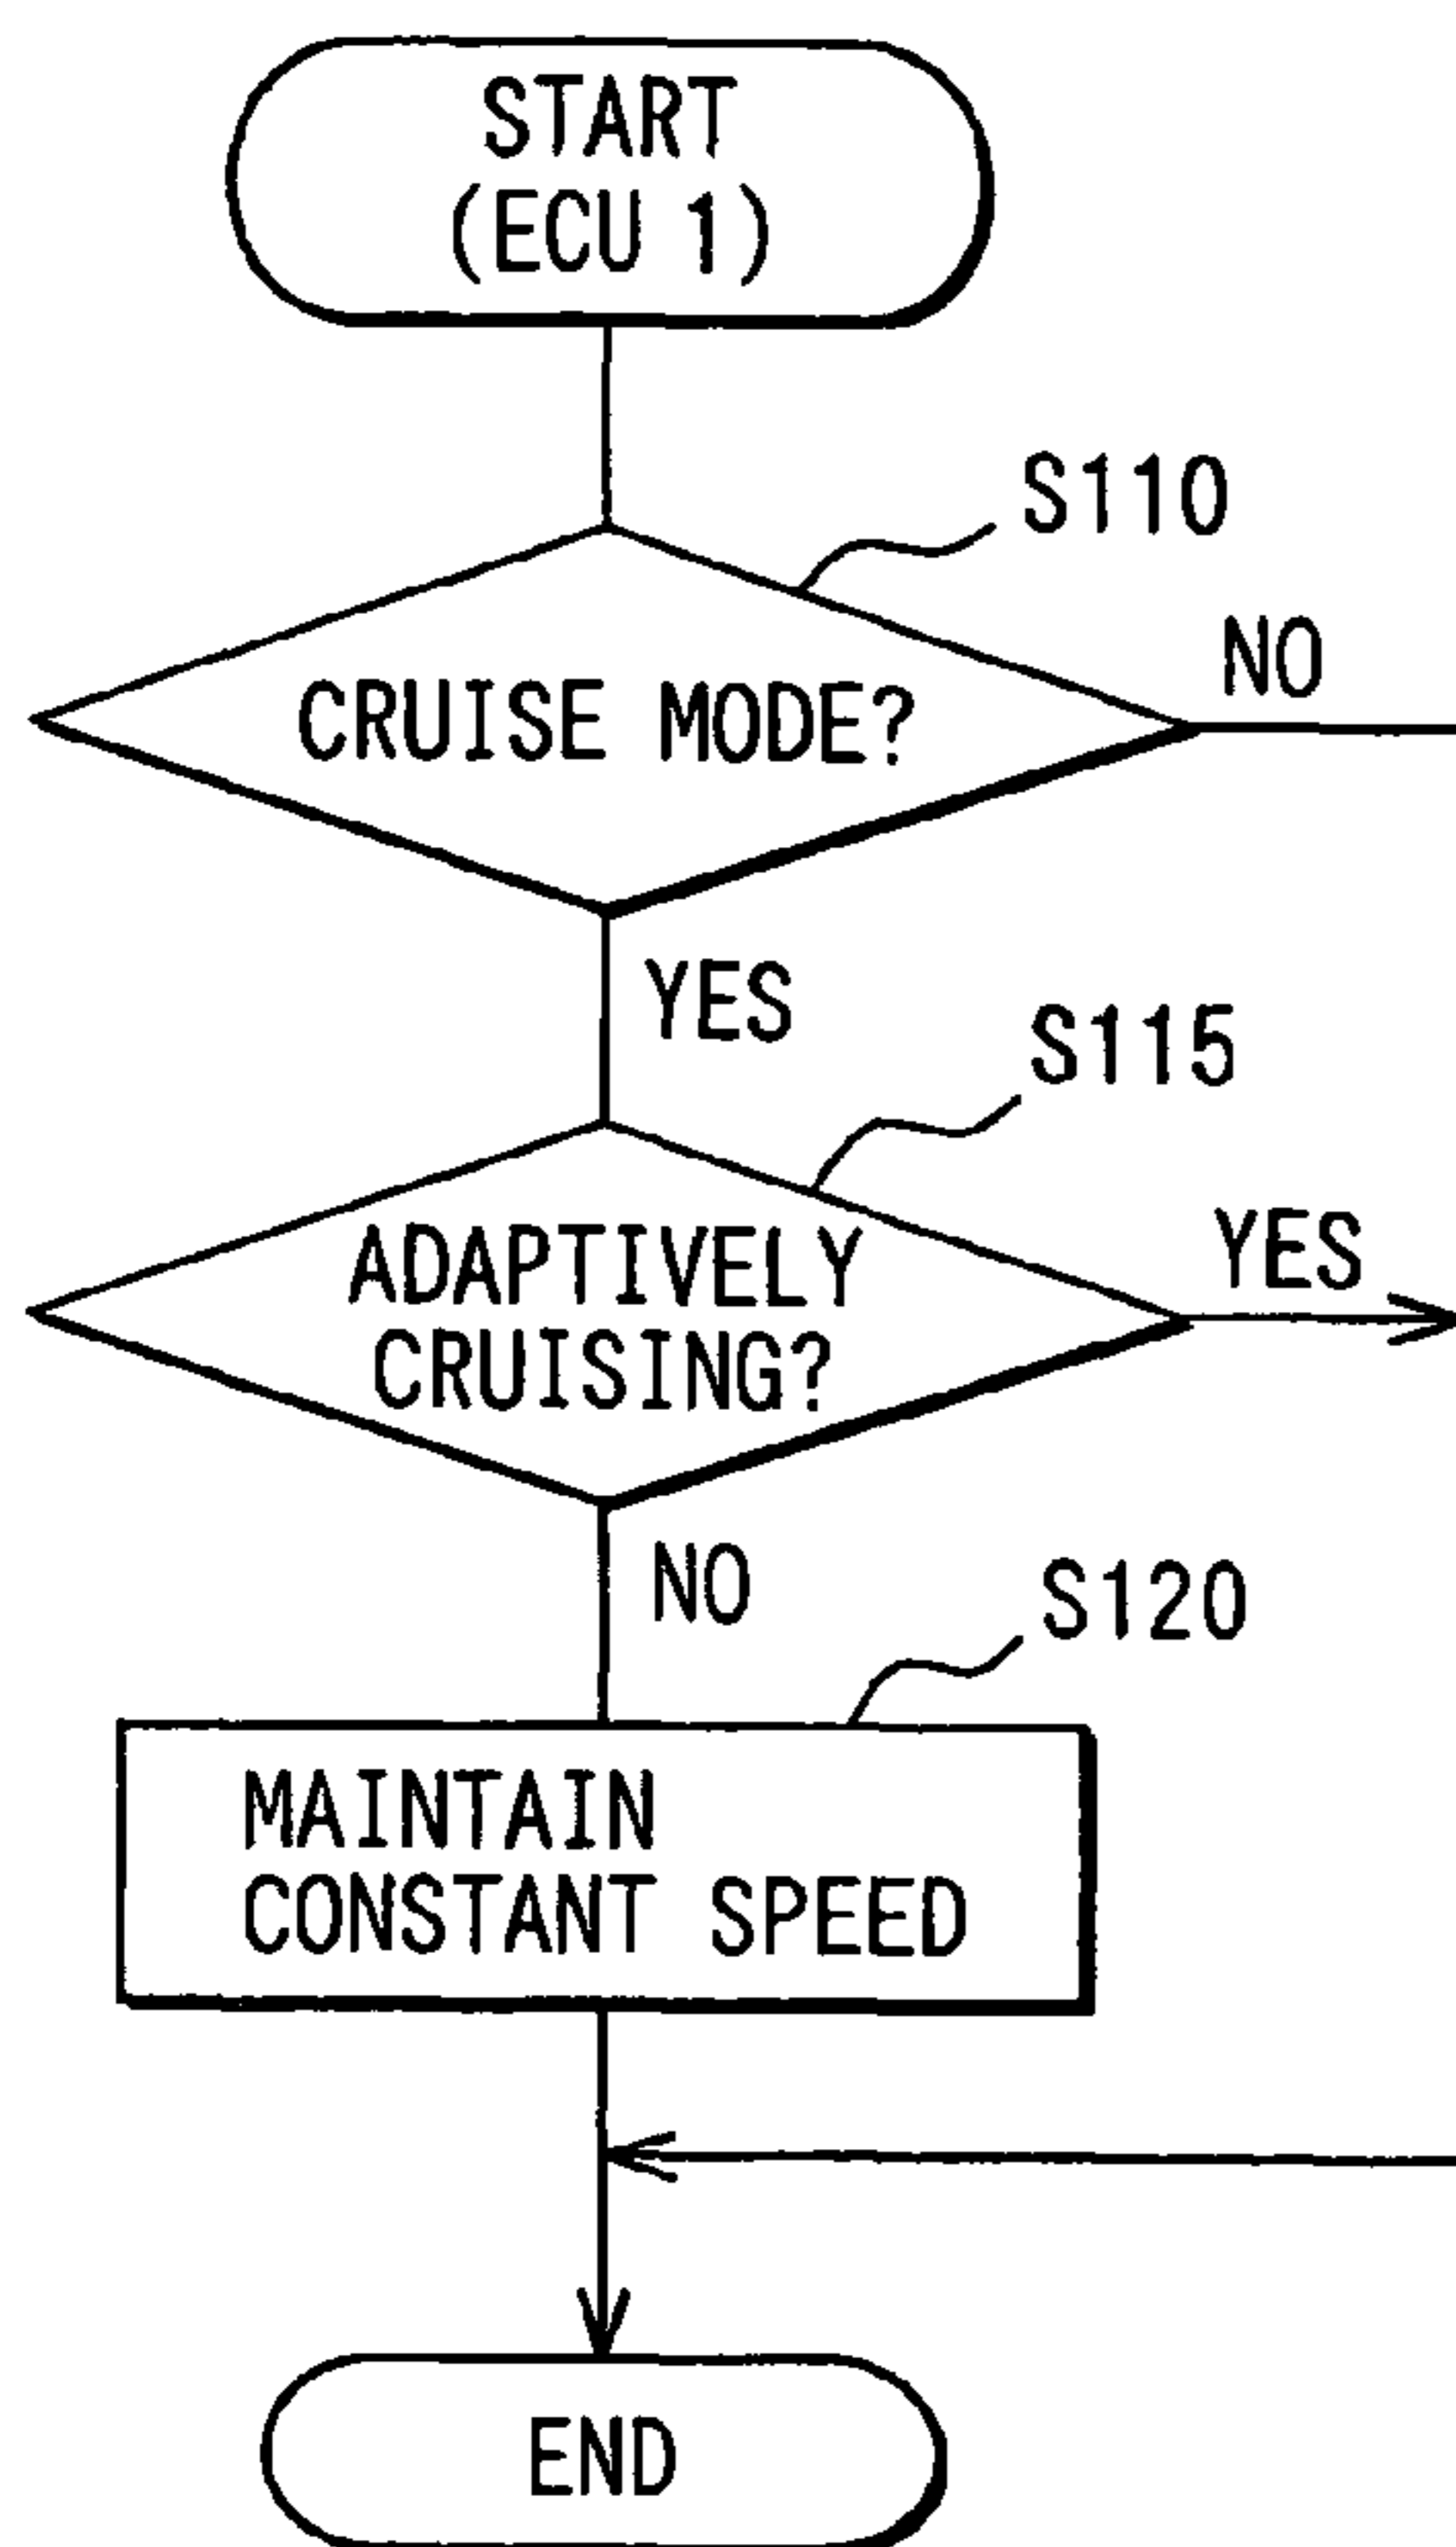 START
(ECU 1)
S110
CRUISE MODE?
NO
YES
S115
ADAPTIVELY
CRUISING?
YES
NO
S120
MAINTAIN
CONSTANT SPEED
END